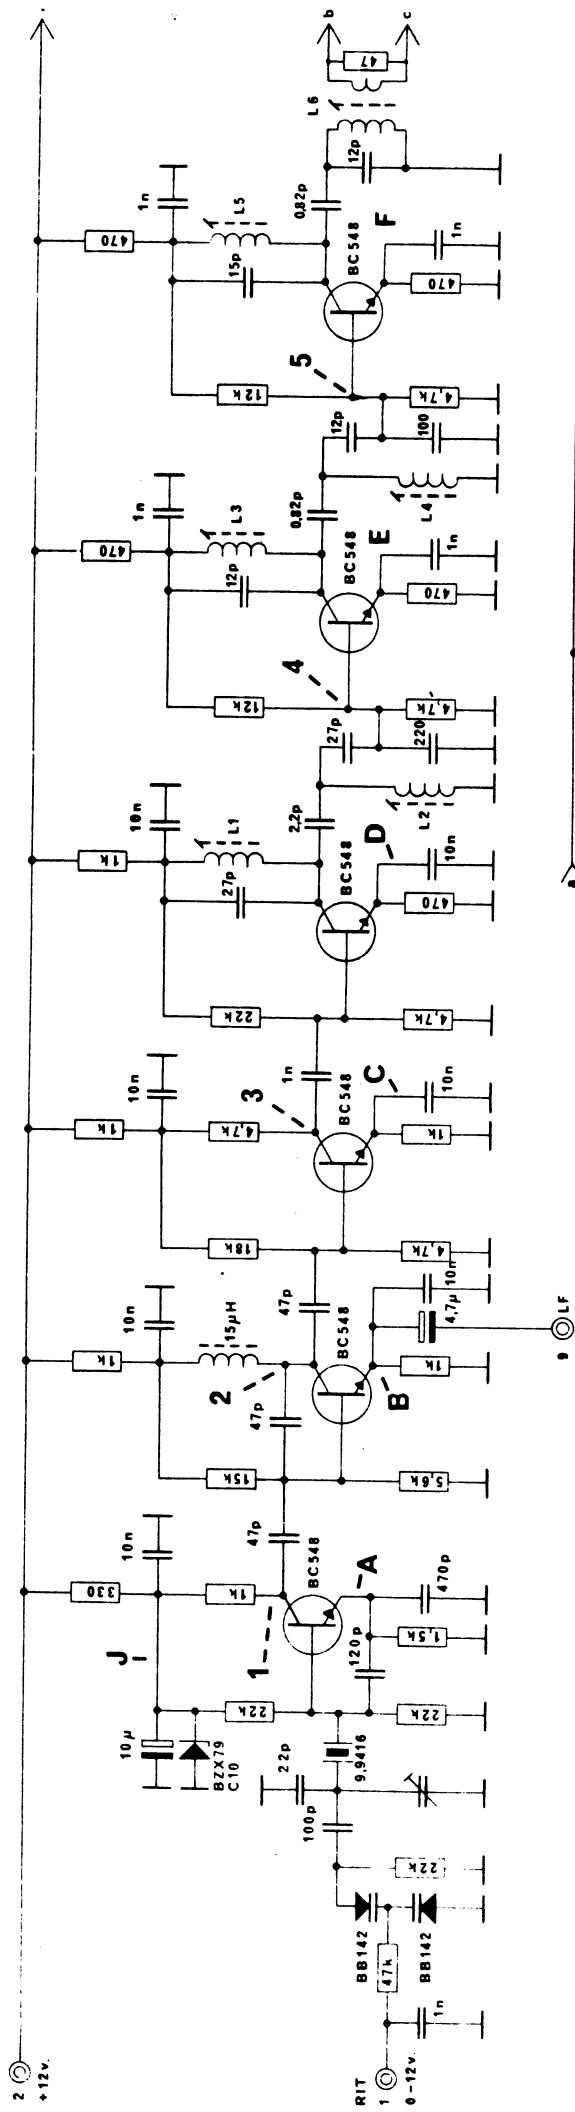 2
+12v.
RIT
1
0-12v.
1n
47k
BB142
BB142
22k
100p
22p
9,9416
10µ
BZX79
C10
J
22k
22k
330
10n
1k
47p
1
BC548
A
120p
1,5k
470p
15k
5,6k
47p
2
1k
10n
15µH
BC548
B
1k
4,7µ
10n
9
LF
47p
18k
4,7k
1k
10n
4,7k
3
BC548
C
1k
10n
1n
22k
4,7k
1k
10n
27p
L1
BC548
D
470
10n
2,2p
L2
27p
220
4
12k
4,7k
470
1n
12p
L3
BC548
E
470
1n
0,82p
L4
12p
100
5
12k
4,7k
470
1n
15p
L5
BC548
F
470
1n
0,82p
12p
L6
47
b
c
a